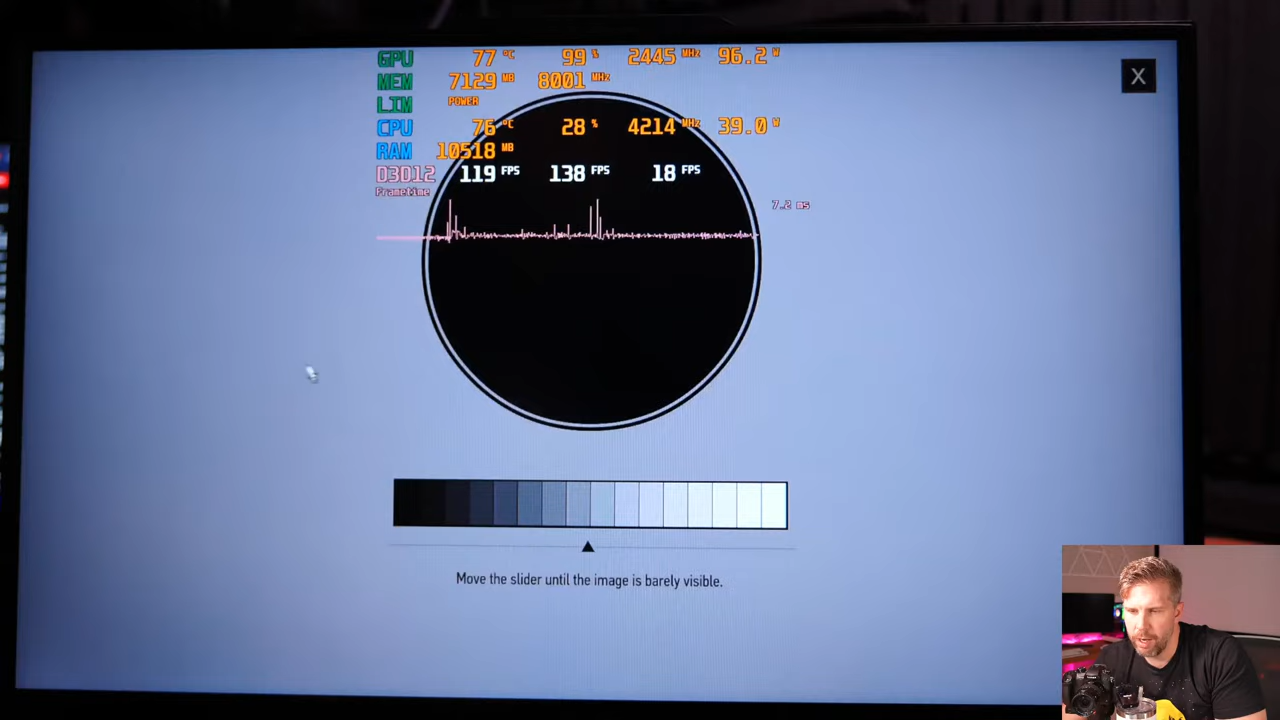 GPU 77 °C 99 % 2445 MHz 96.2 W
MEM 7129 MB 8001 MHz
LIM POWER
CPU 76 °C 28 % 4214 MHz 39.0 W
RAM 10518 MB
D3D12 119 FPS 138 FPS 18 FPS
Frametime
7.2 ms
X
Move the slider until the image is barely visible.